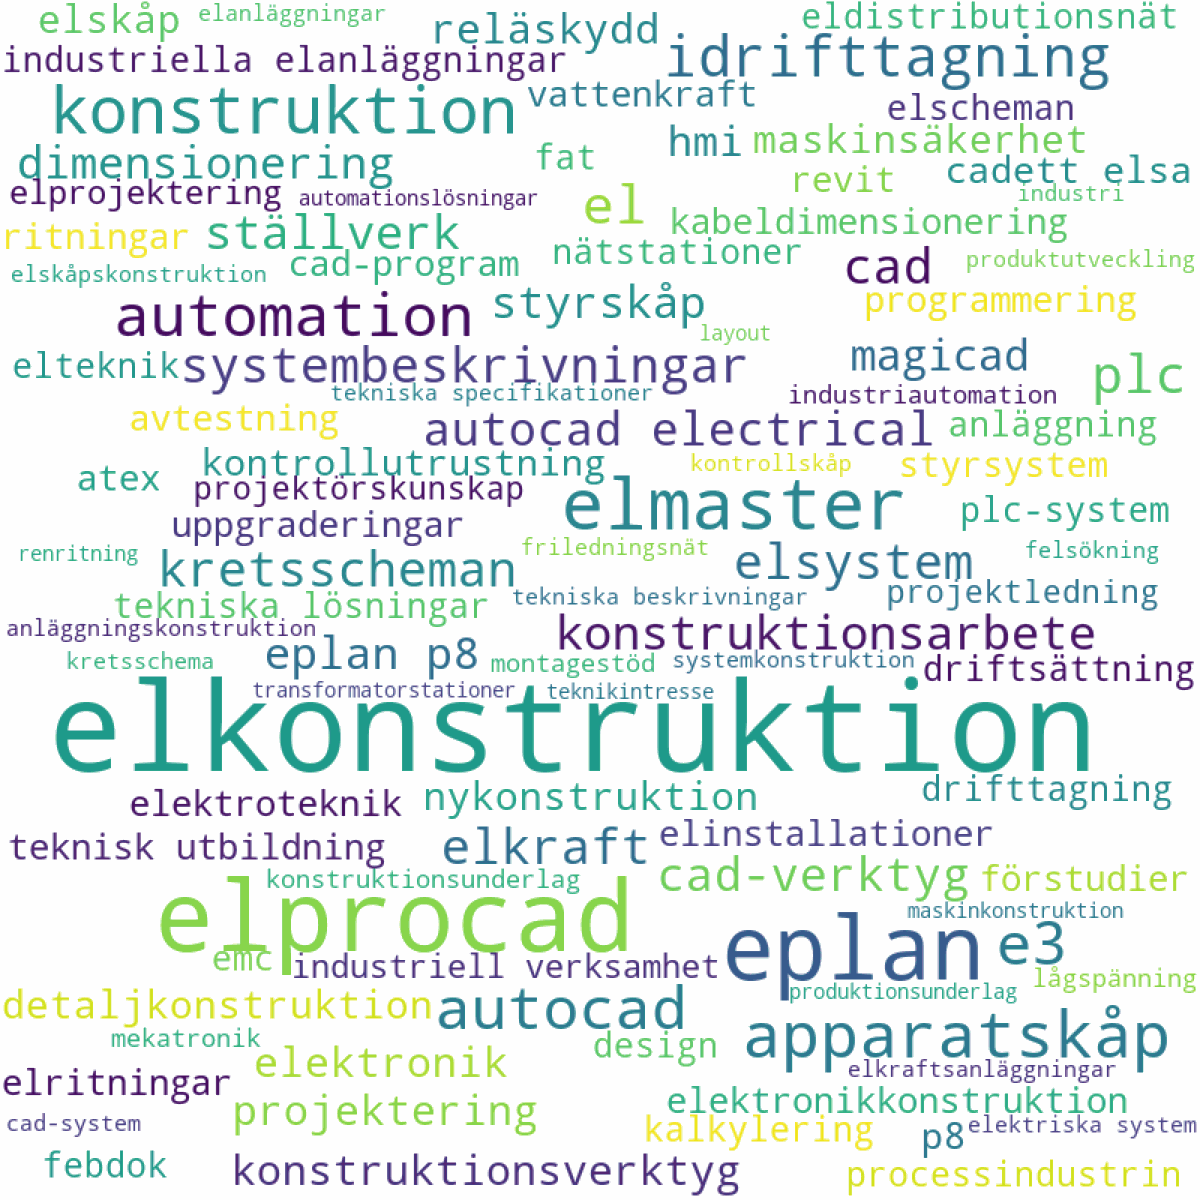 elskåp
elanläggningar
reläskydd
eldistributionsnät
industriella elanläggningar
idrifttagning
konstruktion
vattenkraft
elscheman
dimensionering
fat
hmi
maskinsäkerhet
cadett elsa
elprojektering
automationslösningar
el
revit
industri
ritningar
ställverk
kabeldimensionering
nätstationer
cad-program
elskåpskonstruktion
cad
produktutveckling
automation
styrskåp
programmering
layout
elteknik
systembeskrivningar
magicad
plc
tekniska specifikationer
industriautomation
avtestning
autocad electrical
anläggning
atex
kontrollutrustning
kontrollskåp
styrsystem
projektörskunskap
elmaster
plc-system
uppgraderingar
renritning
kretsscheman
friledningsnät
elsystem
felsökning
tekniska lösningar
tekniska beskrivningar
projektledning
anläggningskonstruktion
konstruktionsarbete
kretsschema
eplan p8
montagestöd
systemkonstruktion
driftsättning
transformatorstationer
teknikintresse
elkonstruktion
elektroteknik
nykonstruktion
drifttagning
teknisk utbildning
elkraft
elinstallationer
konstruktionsunderlag
cad-verktyg
förstudier
elprocad
maskinkonstruktion
emc
industriell verksamhet
eplan
e3
lågspänning
detaljkonstruktion
autocad
produktionsunderlag
mekatronik
elektronik
design
apparatskåp
elritningar
elkraftsanläggningar
projektering
elektronikkonstruktion
cad-system
kalkylering
p8
elektriska system
febdok
konstruktionsverktyg
processindustrin